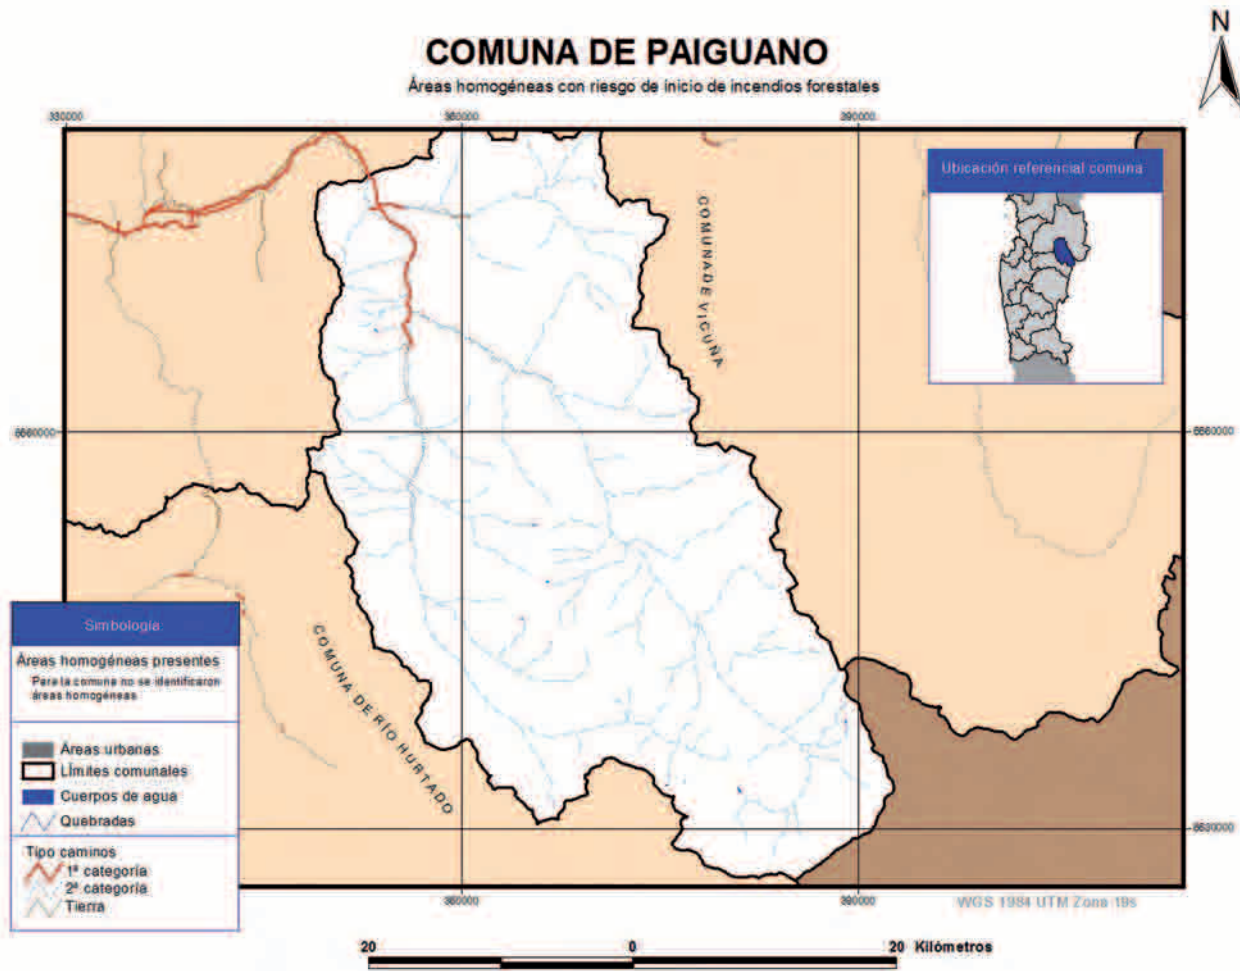 N
COMUNA DE PAIGUANO
Áreas homogéneas con riesgo de inicio de incendios forestales
330000
360000
390000
Ubicación referencial comuna
COMUNA DE VICUÑA
6660000
6660000
Simbología
Áreas homogéneas presentes
Para la comuna no se identificaron
áreas homogéneas
COMUNA DE RÍO HURTADO
Áreas urbanas
Límites comunales
Cuerpos de agua
Quebradas
6630000
Tipo caminos
1ª categoría
2ª categoría
Tierra
360000
390000
WGS 1984 UTM Zona 19s
20
0
20 Kilómetros